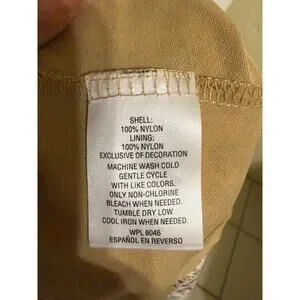 SHELL:
100% NYLON
LINING:
100% NYLON
EXCLUSIVE OF DECORATION
MACHINE WASH COLD
GENTLE CYCLE
WITH LIKE COLORS.
ONLY NON-CHLORINE
BLEACH WHEN NEEDED.
TUMBLE DRY LOW.
COOL IRON WHEN NEEDED.
WPL 8046
ESPAÑOL EN REVERSO